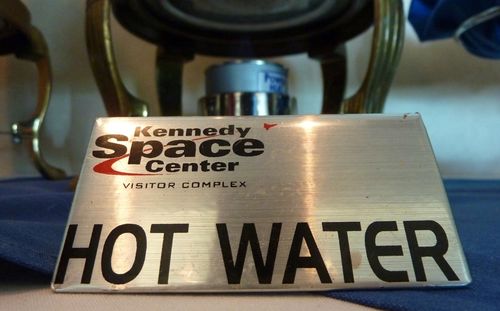 Kennedy
Space
Center
VISITOR COMPLEX
HOT WATER